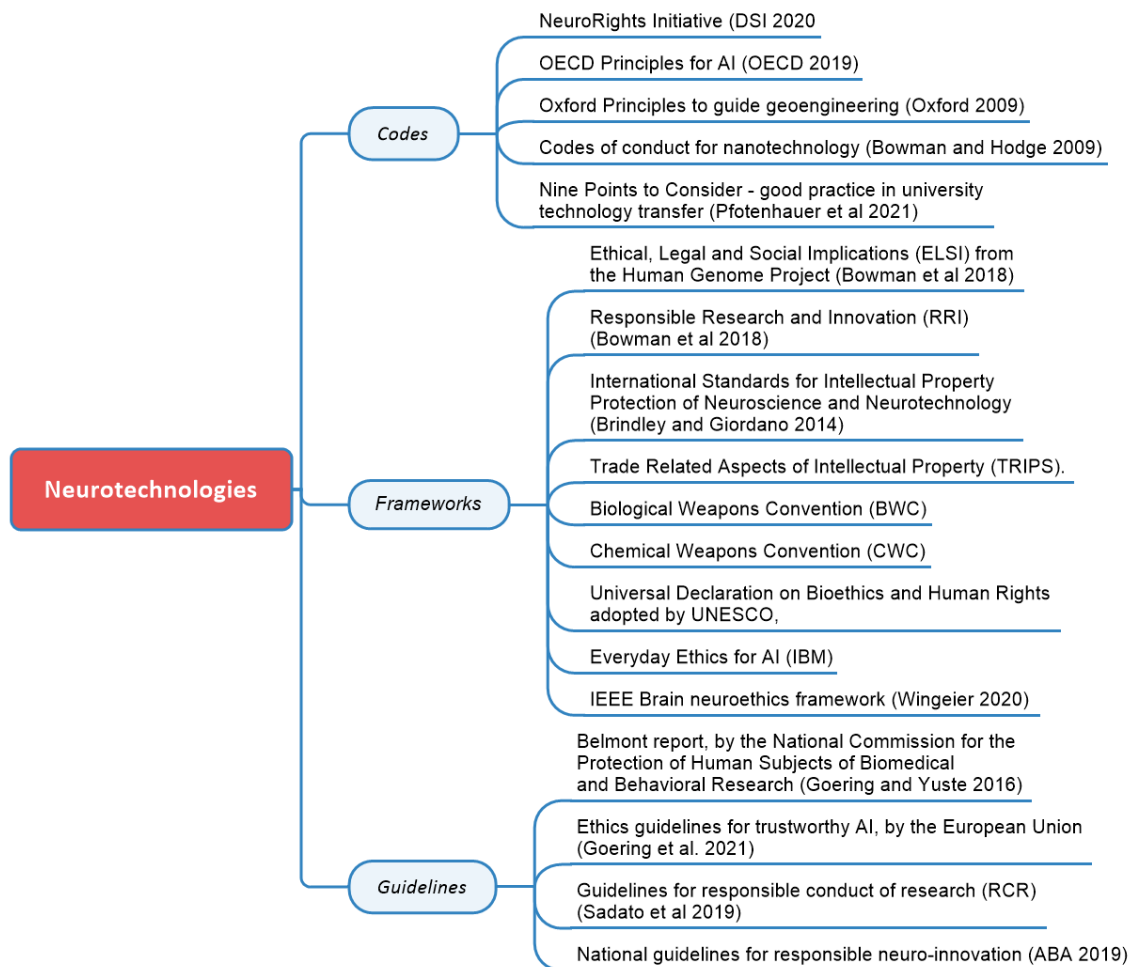 NeuroRights Initiative (DSI 2020
OECD Principles for AI (OECD 2019)
Oxford Principles to guide geoengineering (Oxford 2009)
Codes
Codes of conduct for nanotechnology (Bowman and Hodge 2009)
Nine Points to Consider - good practice in university
technology transfer (Pfotenhauer et al 2021)
Ethical, Legal and Social Implications (ELSI) from
the Human Genome Project (Bowman et al 2018)
Responsible Research and Innovation (RRI)
(Bowman et al 2018)
International Standards for Intellectual Property
Protection of Neuroscience and Neurotechnology
(Brindley and Giordano 2014)
Trade Related Aspects of Intellectual Property (TRIPS).
Neurotechnologies
Frameworks
Biological Weapons Convention (BWC)
Chemical Weapons Convention (CWC)
Universal Declaration on Bioethics and Human Rights
adopted by UNESCO,
Everyday Ethics for AI (IBM)
IEEE Brain neuroethics framework (Wingeier 2020)
Belmont report, by the National Commission for the
Protection of Human Subjects of Biomedical
and Behavioral Research (Goering and Yuste 2016)
Ethics guidelines for trustworthy AI, by the European Union
(Goering et al. 2021)
Guidelines
Guidelines for responsible conduct of research (RCR)
(Sadato et al 2019)
National guidelines for responsible neuro-innovation (ABA 2019)